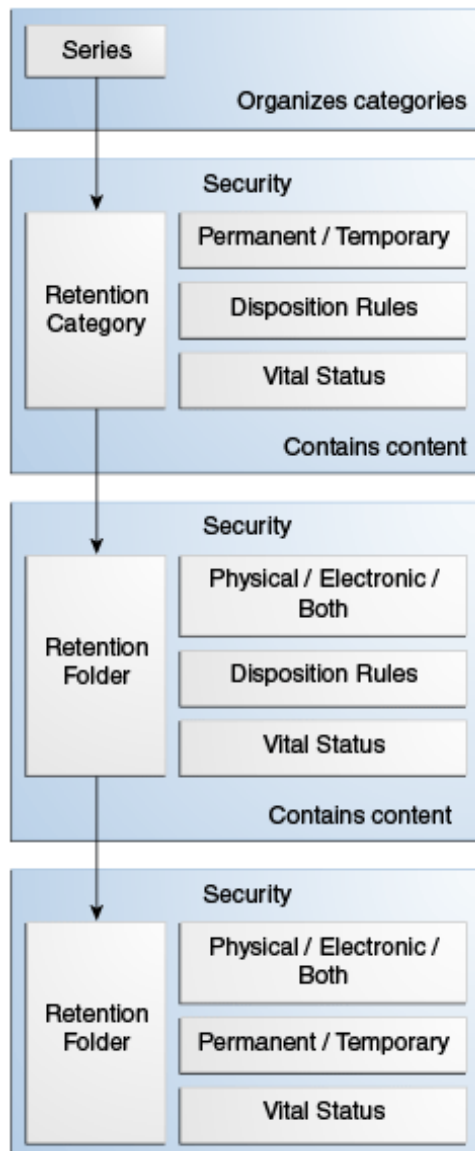 Series
Organizes categories
Security
Retention
Category
Permanent / Temporary
Disposition Rules
Vital Status
Contains content
Security
Retention
Folder
Physical / Electronic /
Both
Disposition Rules
Vital Status
Contains content
Security
Retention
Folder
Physical / Electronic /
Both
Permanent / Temporary
Vital Status